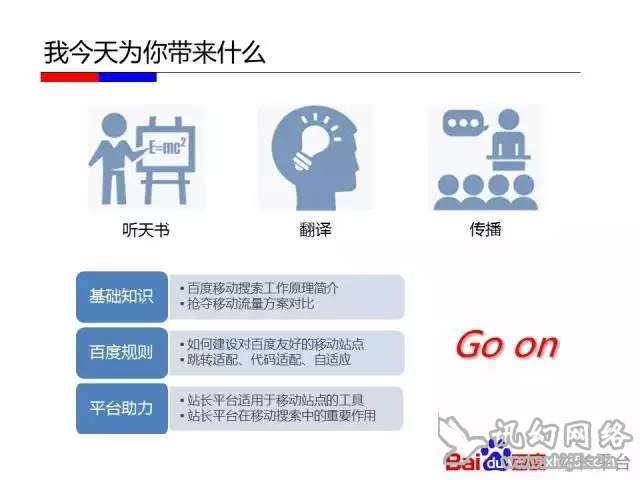 我今天为你带来什么
E=mc²
听天书
翻译
传播
基础知识
• 百度移动搜索工作原理简介
• 抢夺移动流量方案对比
百度规则
• 如何建设对百度友好的移动站点
• 跳转适配、代码适配、自适应
平台助力
• 站长平台适用于移动站点的工具
• 站长平台在移动搜索中的重要作用
Go on
讯幻网络
Bai du 百度
平台